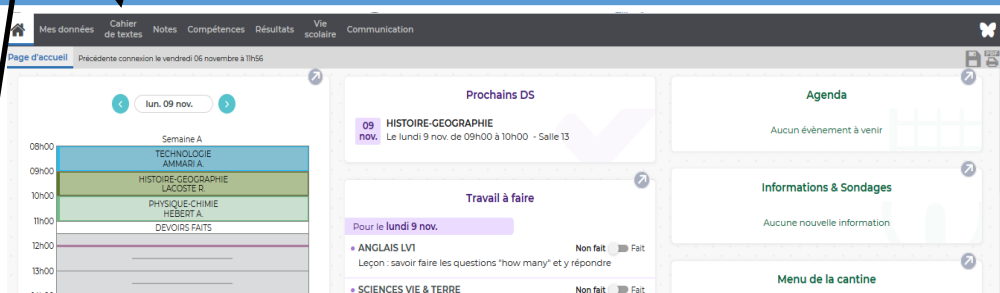 Mes données
Cahier
de textes
Notes
Compétences
Résultats
Vie
scolaire
Communication
Page d'accueil
Précédente connexion le vendredi 06 novembre à 11h56
PDF
lun. 09 nov.
Semaine A
08h00
TECHNOLOGIE
AMMARI A.
09h00
HISTOIRE-GEOGRAPHIE
LACOSTE R.
10h00
PHYSIQUE-CHIMIE
HEBERT A.
11h00
DEVOIRS FAITS
12h00
13h00
Prochains DS
09
nov.
HISTOIRE-GEOGRAPHIE
Le lundi 9 nov. de 09h00 à 10h00 - Salle 13
Travail à faire
Pour le lundi 9 nov.
ANGLAIS LV1
Non fait
Fait
Leçon : savoir faire les questions "how many" et y répondre
SCIENCES VIE & TERRE
Non fait
Fait
Agenda
Aucun évènement à venir
Informations & Sondages
Aucune nouvelle information
Menu de la cantine